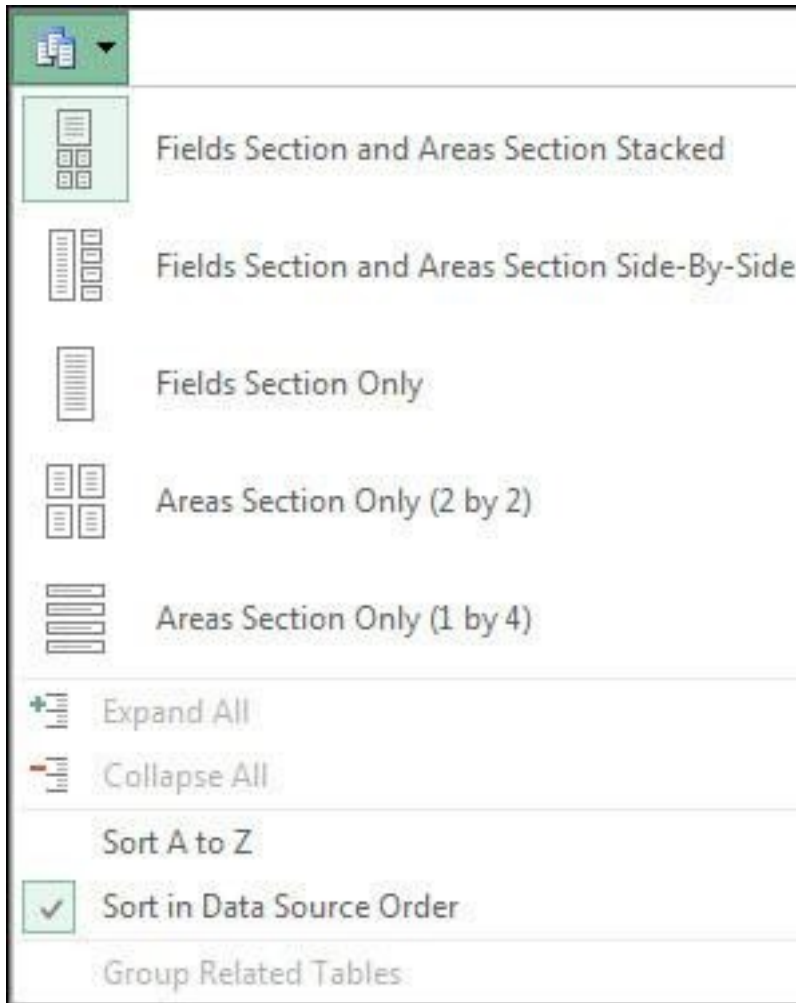 Fields Section and Areas Section Stacked
Fields Section and Areas Section Side-By-Side
Fields Section Only
Areas Section Only (2 by 2)
Areas Section Only (1 by 4)
Expand All
Collapse All
Sort A to Z
Sort in Data Source Order
Group Related Tables